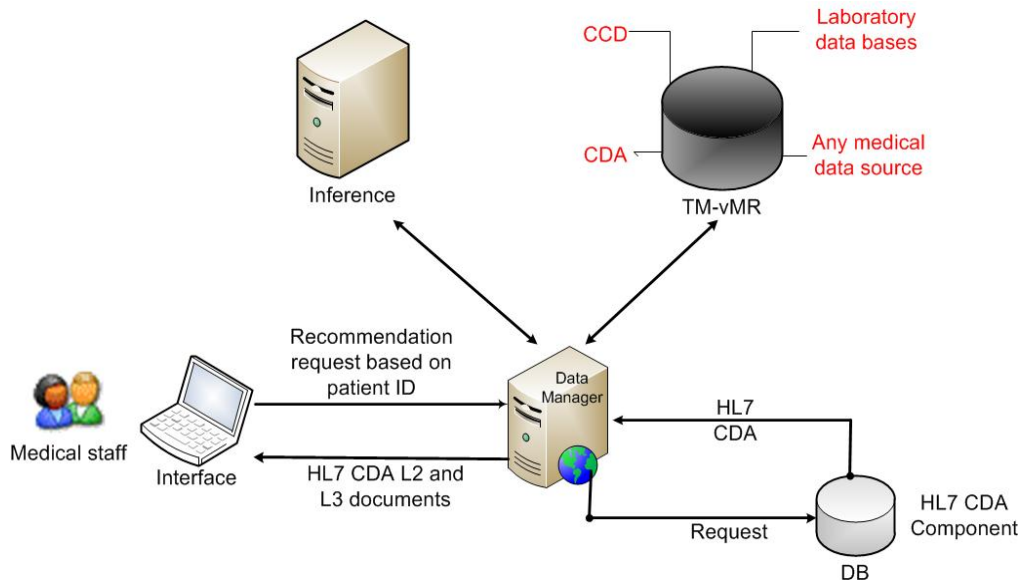 CCD
Laboratory
data bases
CDA
Any medical
data source
Inference
TM-vMR
Recommendation
request based on
patient ID
Data
Manager
HL7
CDA
Medical staff
Interface
HL7 CDA L2 and
L3 documents
Request
HL7 CDA
Component
DB